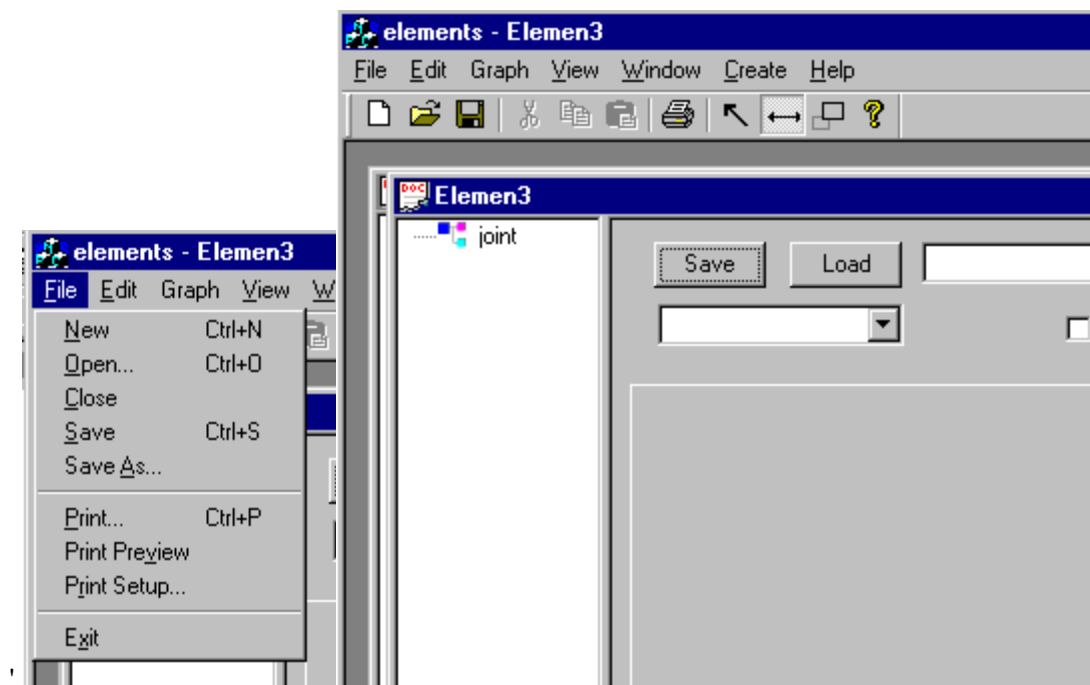 elements - Elemen3
File Edit Graph View Window Create Help
DOC Elemen3
joint
Save Load
elements - Elemen3
File Edit Graph View W
New Ctrl+N
Open... Ctrl+O
Close
Save Ctrl+S
Save As...
Print... Ctrl+P
Print Preview
Print Setup...
Exit
'